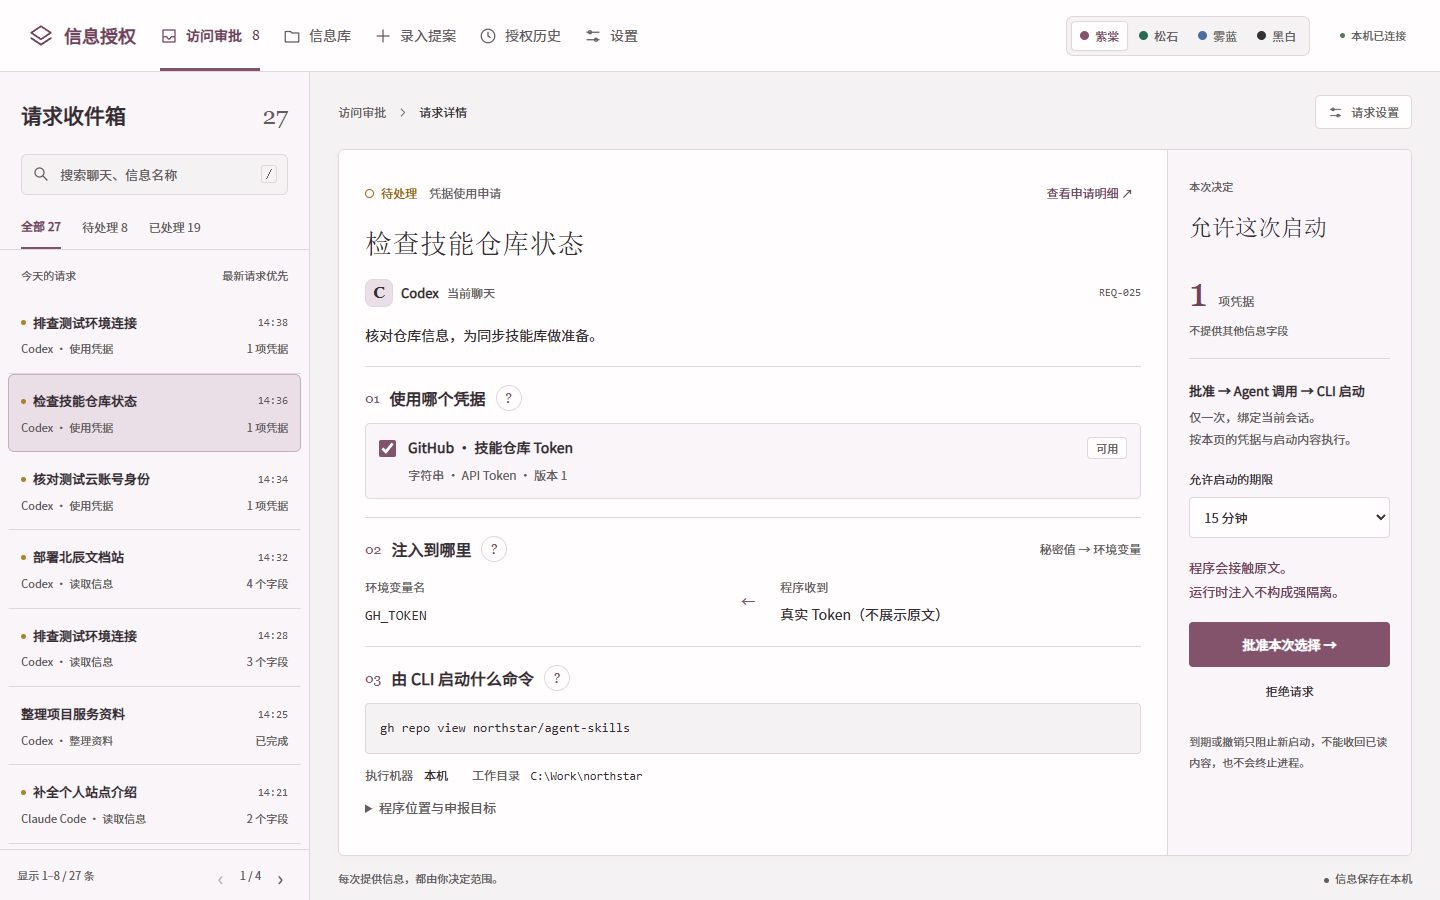 信息授权
访问审批 8
信息库
录入提案
授权历史
设置
紫棠
松石
雾蓝
黑白
本机已连接
请求收件箱 27
搜索聊天、信息名称 /
全部 27 待处理 8 已处理 19
今天的请求 最新请求优先
排查测试环境连接 14:38
Codex · 使用凭据 1 项凭据
检查技能仓库状态 14:36
Codex · 使用凭据 1 项凭据
核对测试云账号身份 14:34
Codex · 使用凭据 1 项凭据
部署北辰文档站 14:32
Codex · 读取信息 4 个字段
排查测试环境连接 14:28
Codex · 读取信息 3 个字段
整理项目服务资料 14:25
Codex · 整理资料 已完成
补全个人站点介绍 14:21
Claude Code · 读取信息 2 个字段
显示 1–8 / 27 条 ‹ 1 / 4 ›
访问审批 > 请求详情
请求设置
待处理 凭据使用申请 查看申请明细 ↗
检查技能仓库状态
C Codex 当前聊天 REQ-025
核对仓库信息，为同步技能库做准备。
01 使用哪个凭据 ?
GitHub · 技能仓库 Token 可用
字符串 · API Token · 版本 1
02 注入到哪里 ? 秘密值 → 环境变量
环境变量名 ← 程序收到
GH_TOKEN 真实 Token（不展示原文）
03 由 CLI 启动什么命令 ?
gh repo view northstar/agent-skills
执行机器 本机 工作目录 C:\Work\northstar
▶ 程序位置与申报目标
本次决定
允许这次启动
1 项凭据
不提供其他信息字段
批准 → Agent 调用 → CLI 启动
仅一次，绑定当前会话。
按本页的凭据与启动内容执行。
允许启动的期限
15 分钟
程序会接触原文。
运行时注入不构成强隔离。
批准本次选择 →
拒绝请求
到期或撤销只阻止新启动，不能收回已读
内容，也不会终止进程。
每次提供信息，都由你决定范围。
信息保存在本机